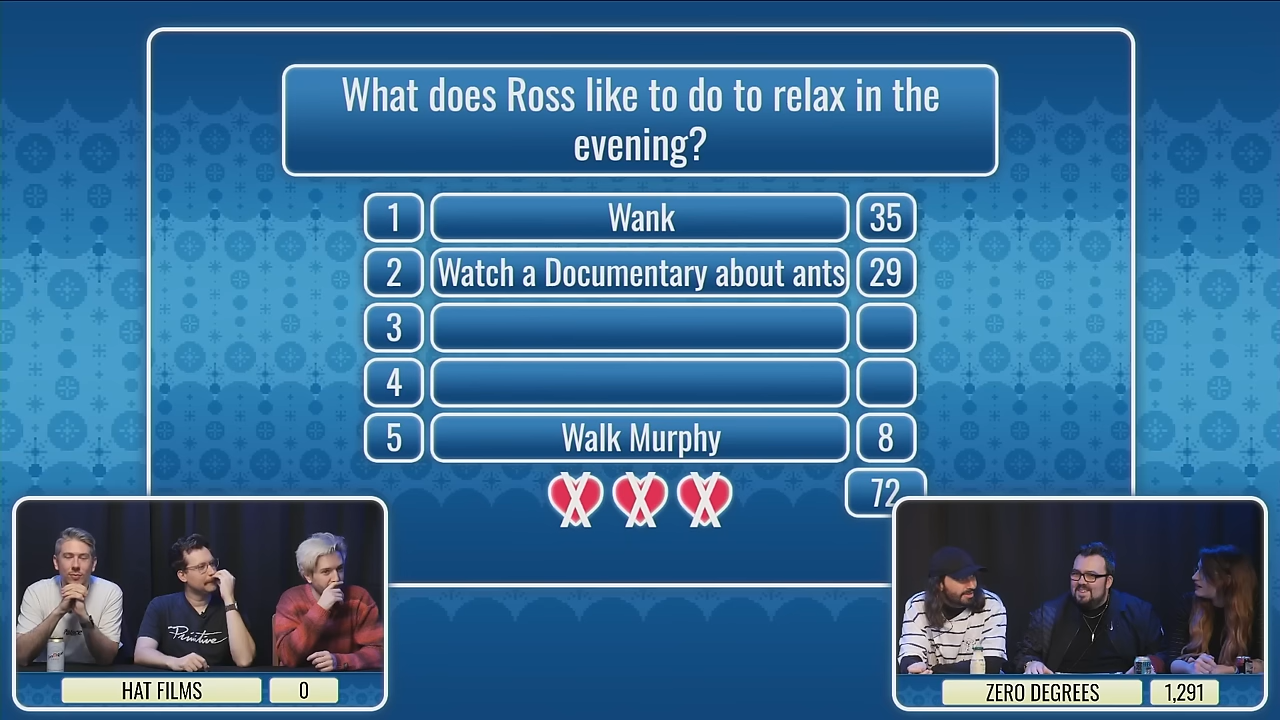 What does Ross like to do to relax in the
evening?
1 Wank 35
2 Watch a Documentary about ants 29
3
4
5 Walk Murphy 8
X X X
72
Primitive
HAT FILMS 0
ZERO DEGREES 1,291